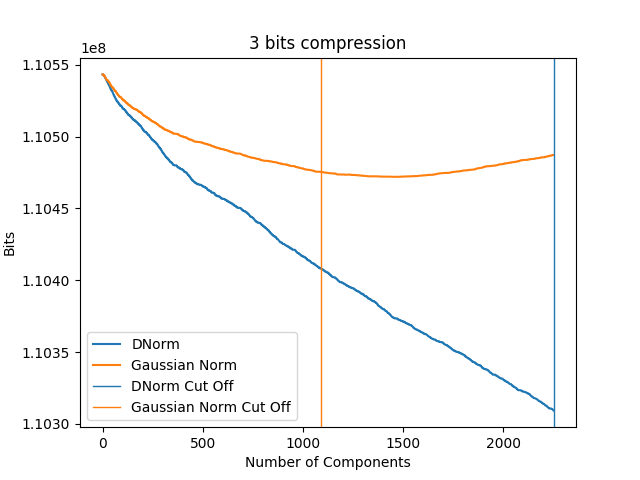 3 bits compression
1e8
1.1055
1.1050
1.1045
1.1040
1.1035
1.1030
Bits
DNorm
Gaussian Norm
DNorm Cut Off
Gaussian Norm Cut Off
0 500 1000 1500 2000
Number of Components